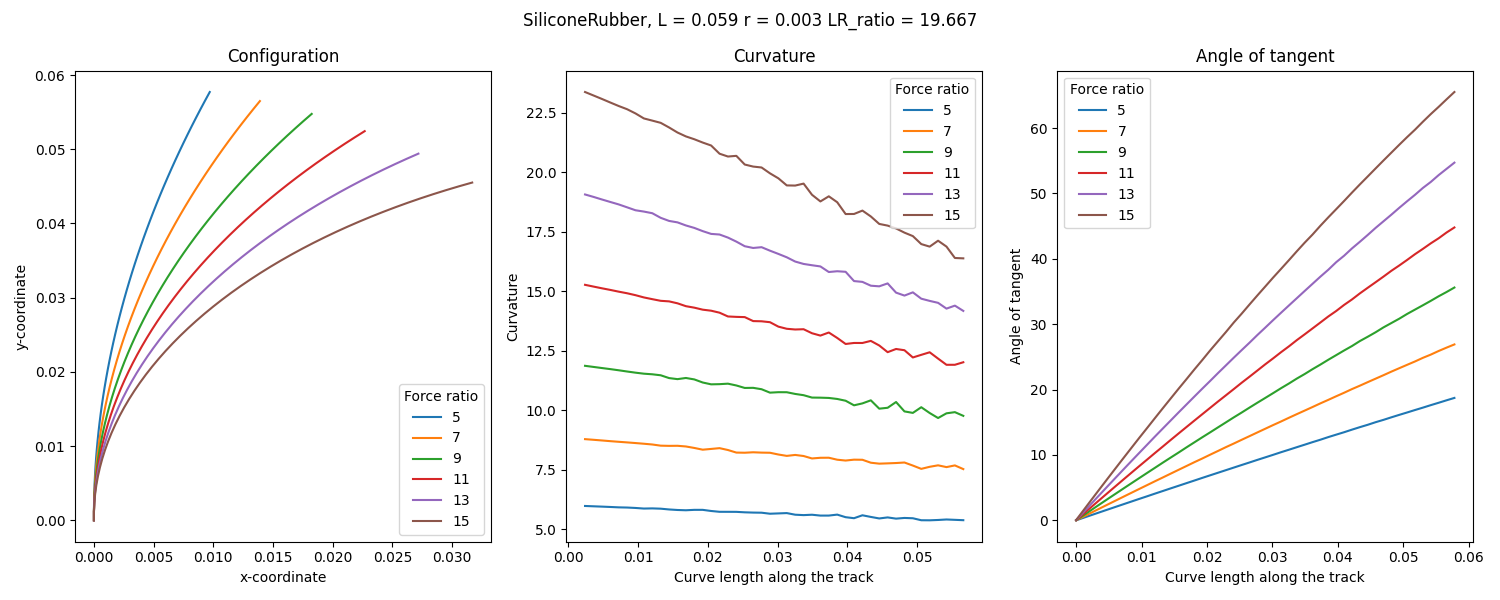 SiliconeRubber, L = 0.059 r = 0.003 LR_ratio = 19.667
Configuration
y-coordinate
0.06
0.05
0.04
0.03
0.02
0.01
0.00
Force ratio
5
7
9
11
13
15
0.000 0.005 0.010 0.015 0.020 0.025 0.030
x-coordinate
Curvature
Curvature
22.5
20.0
17.5
15.0
12.5
10.0
7.5
5.0
Force ratio
5
7
9
11
13
15
0.00 0.01 0.02 0.03 0.04 0.05
Curve length along the track
Angle of tangent
Angle of tangent
60
50
40
30
20
10
0
Force ratio
5
7
9
11
13
15
0.00 0.01 0.02 0.03 0.04 0.05 0.06
Curve length along the track